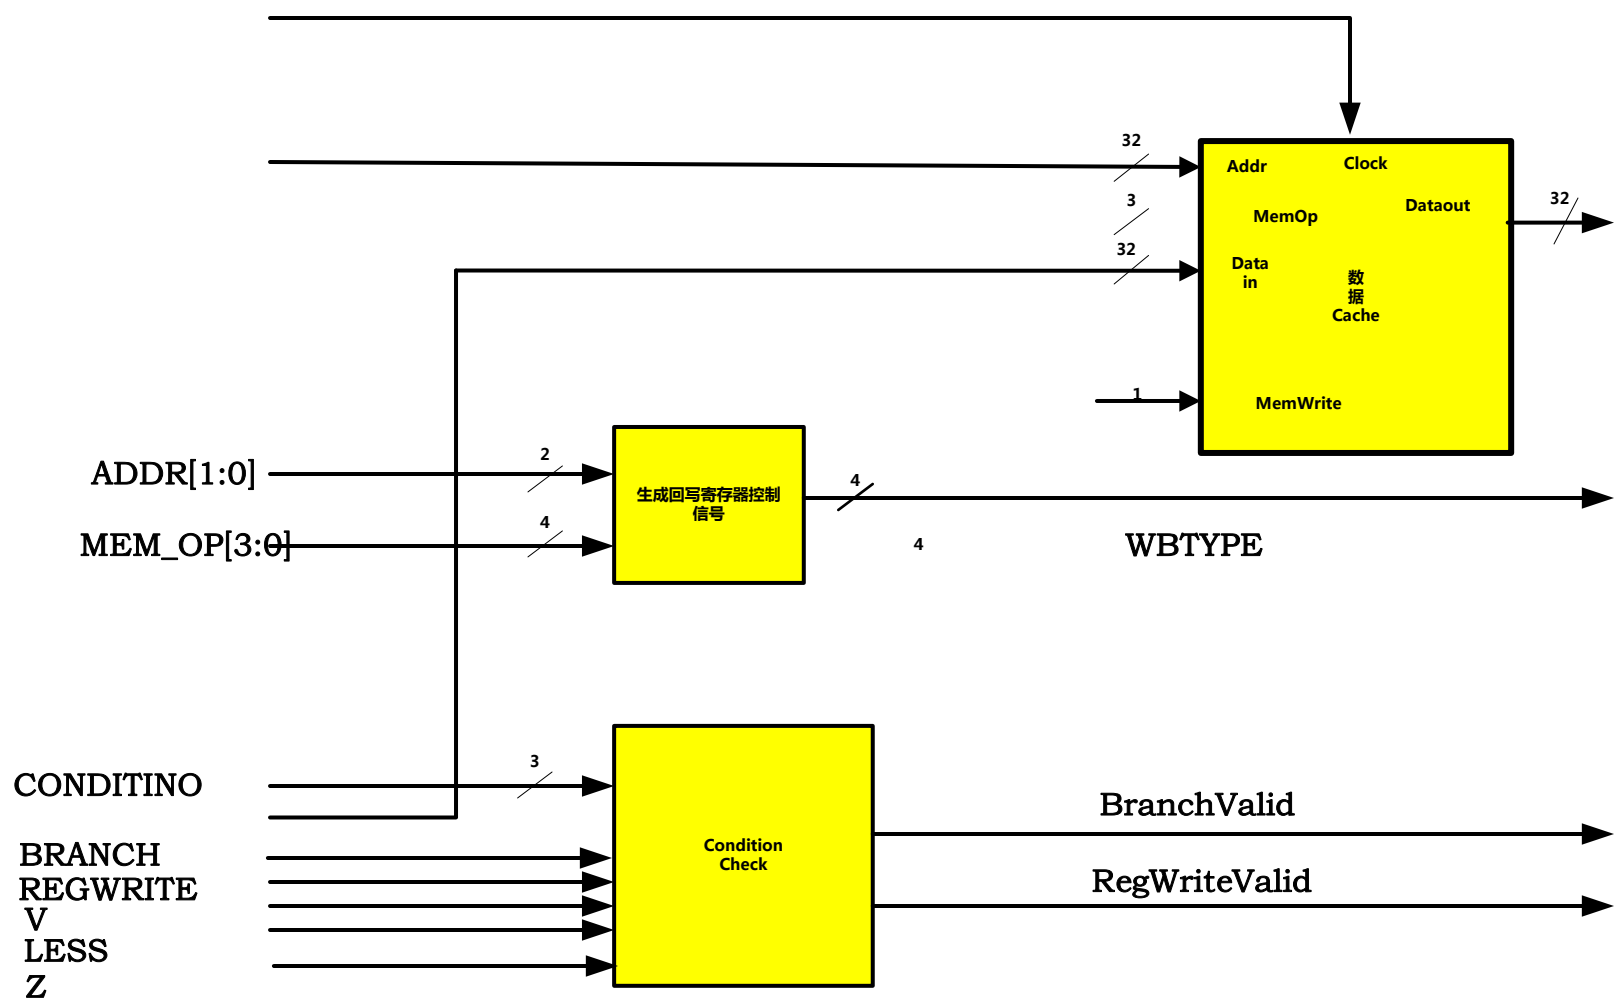 32
Addr
Clock
3
MemOp
Dataout
32
32
Data
in
数
据
Cache
1
MemWrite
ADDR[1:0]
2
MEM_OP[3:0]
4
生成回写寄存器控制
信号
4
4
WBTYPE
CONDITINO
3
BRANCH
REGWRITE
V
LESS
Z
Condition
Check
BranchValid
RegWriteValid